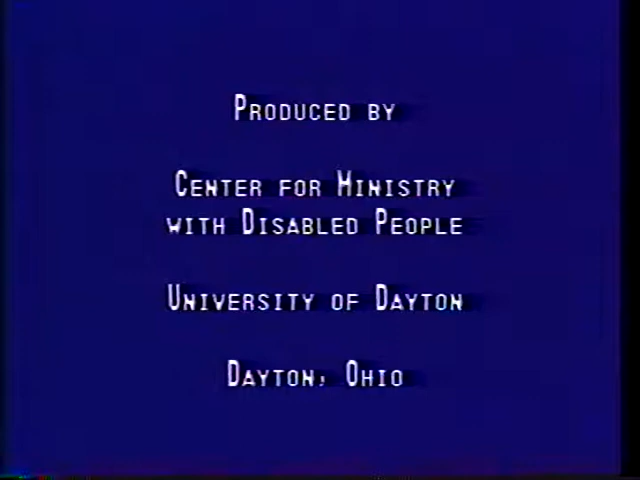 Produced by
Center for Ministry
with Disabled People
University of Dayton
Dayton, Ohio